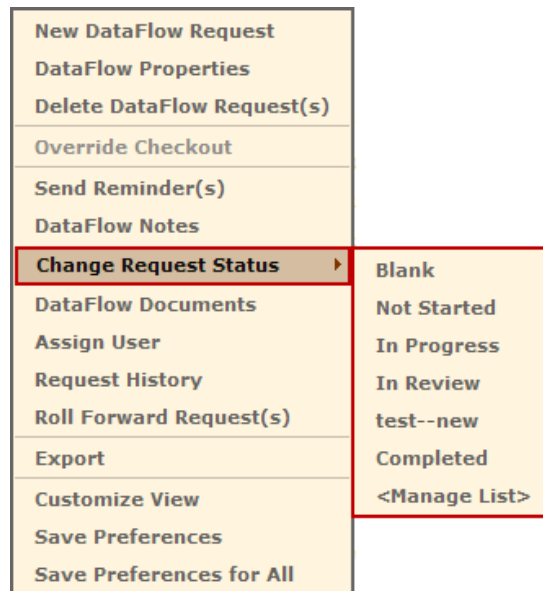 New DataFlow Request
DataFlow Properties
Delete DataFlow Request(s)
Override Checkout
Send Reminder(s)
DataFlow Notes
Change Request Status
DataFlow Documents
Assign User
Request History
Roll Forward Request(s)
Export
Customize View
Save Preferences
Save Preferences for All
Blank
Not Started
In Progress
In Review
test--new
Completed
<Manage List>